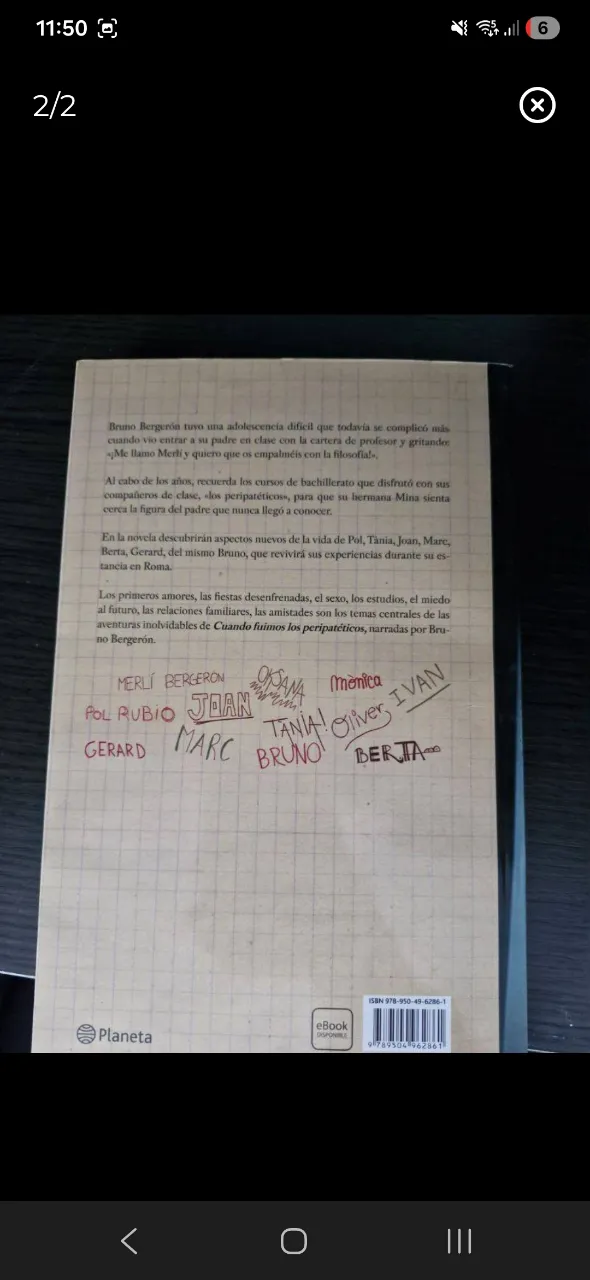 11:50
6
2/2
Bruno Bergerón tuvo una adolescencia difícil que todavía se complicó más
cuando vio entrar a su padre en clase con la cartera de profesor y gritando:
«¡Me llamo Merlí y quiero que os empalméis con la filosofía!».
Al cabo de los años, recuerda los cursos de bachillerato que disfrutó con sus
compañeros de clase, «los peripatéticos», para que su hermana Mina sienta
cerca la figura del padre que nunca llegó a conocer.
En la novela descubrirán aspectos nuevos de la vida de Pol, Tània, Joan, Marc,
Berta, Gerard, del mismo Bruno, que revivirá sus experiencias durante su es-
tancia en Roma.
Los primeros amores, las fiestas desenfrenadas, el sexo, los estudios, el miedo
al futuro, las relaciones familiares, las amistades son los temas centrales de las
aventuras inolvidables de Cuando fuimos los peripatéticos, narradas por Bru-
no Bergerón.
MERLÍ BERGERON OKSANA Mònica IVAN
POL RUBIO JOAN TANIA! Oliver
GERARD MARC BRUNO BERTA
ISBN 978-950-49-6286-1
Planeta
eBook
DISPONIBLE
9 789504 962861